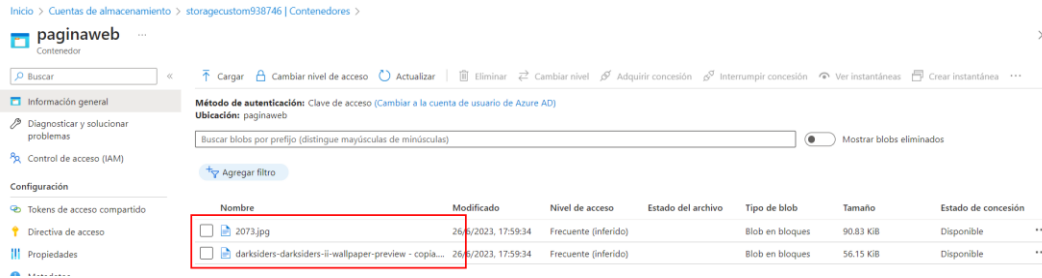 Inicio > Cuentas de almacenamiento > storagecustom938746 | Contenedores >
paginaweb ...
Contenedor
Buscar «
Cargar Cambiar nivel de acceso Actualizar Eliminar Cambiar nivel Adquirir concesión Interrumpir concesión Ver instantáneas Crear instantánea ...
Información general
Diagnosticar y solucionar
problemas
Control de acceso (IAM)
Configuración
Tokens de acceso compartido
Directiva de acceso
Propiedades
Metadatos
Método de autenticación: Clave de acceso (Cambiar a la cuenta de usuario de Azure AD)
Ubicación: paginaweb
Buscar blobs por prefijo (distingue mayúsculas de minúsculas)
Mostrar blobs eliminados
Agregar filtro
Nombre Modificado Nivel de acceso Estado del archivo Tipo de blob Tamaño Estado de concesión
2073.jpg 26/6/2023, 17:59:34 Frecuente (inferido) Blob en bloques 90.83 KiB Disponible
darksiders-darksiders-ii-wallpaper-preview - copia.... 26/6/2023, 17:59:34 Frecuente (inferido) Blob en bloques 56.15 KiB Disponible